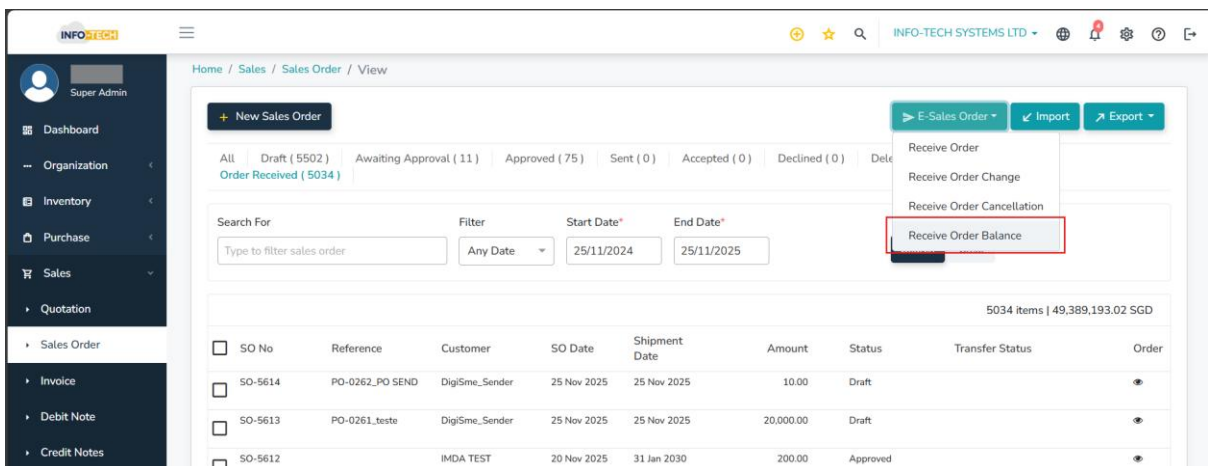 INFO-TECH
INFO-TECH SYSTEMS LTD
4
Super Admin
Dashboard
Organization
Inventory
Purchase
Sales
Quotation
Sales Order
Invoice
Debit Note
Credit Notes
Home / Sales / Sales Order / View
+ New Sales Order
E-Sales Order
Import
Export
Receive Order
Receive Order Change
Receive Order Cancellation
Receive Order Balance
All Draft ( 5502 ) Awaiting Approval ( 11 ) Approved ( 75 ) Sent ( 0 ) Accepted ( 0 ) Declined ( 0 )
Order Received ( 5034 )
Search For Filter Start Date* End Date*
Type to filter sales order Any Date 25/11/2024 25/11/2025
5034 items | 49,389,193.02 SGD
SO No Reference Customer SO Date Shipment Date Amount Status Transfer Status Order
SO-5614 PO-0262_PO SEND DigiSme_Sender 25 Nov 2025 25 Nov 2025 10.00 Draft
SO-5613 PO-0261_teste DigiSme_Sender 25 Nov 2025 25 Nov 2025 20,000.00 Draft
SO-5612 IMDA TEST 20 Nov 2025 31 Jan 2030 200.00 Approved